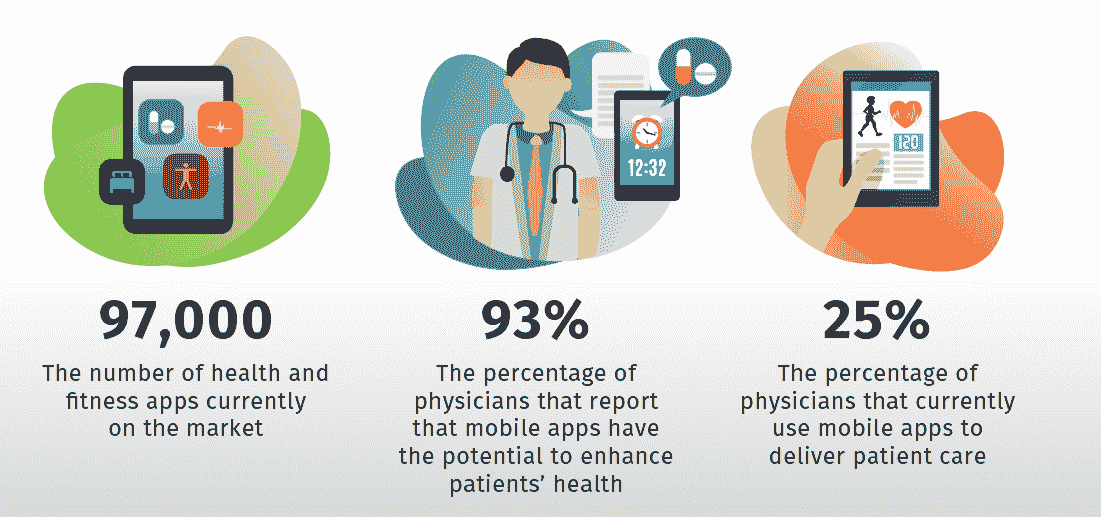 12:32
120
97,000
The number of health and
fitness apps currently
on the market
93%
The percentage of
physicians that report
that mobile apps have
the potential to enhance
patients’ health
25%
The percentage of
physicians that currently
use mobile apps to
deliver patient care